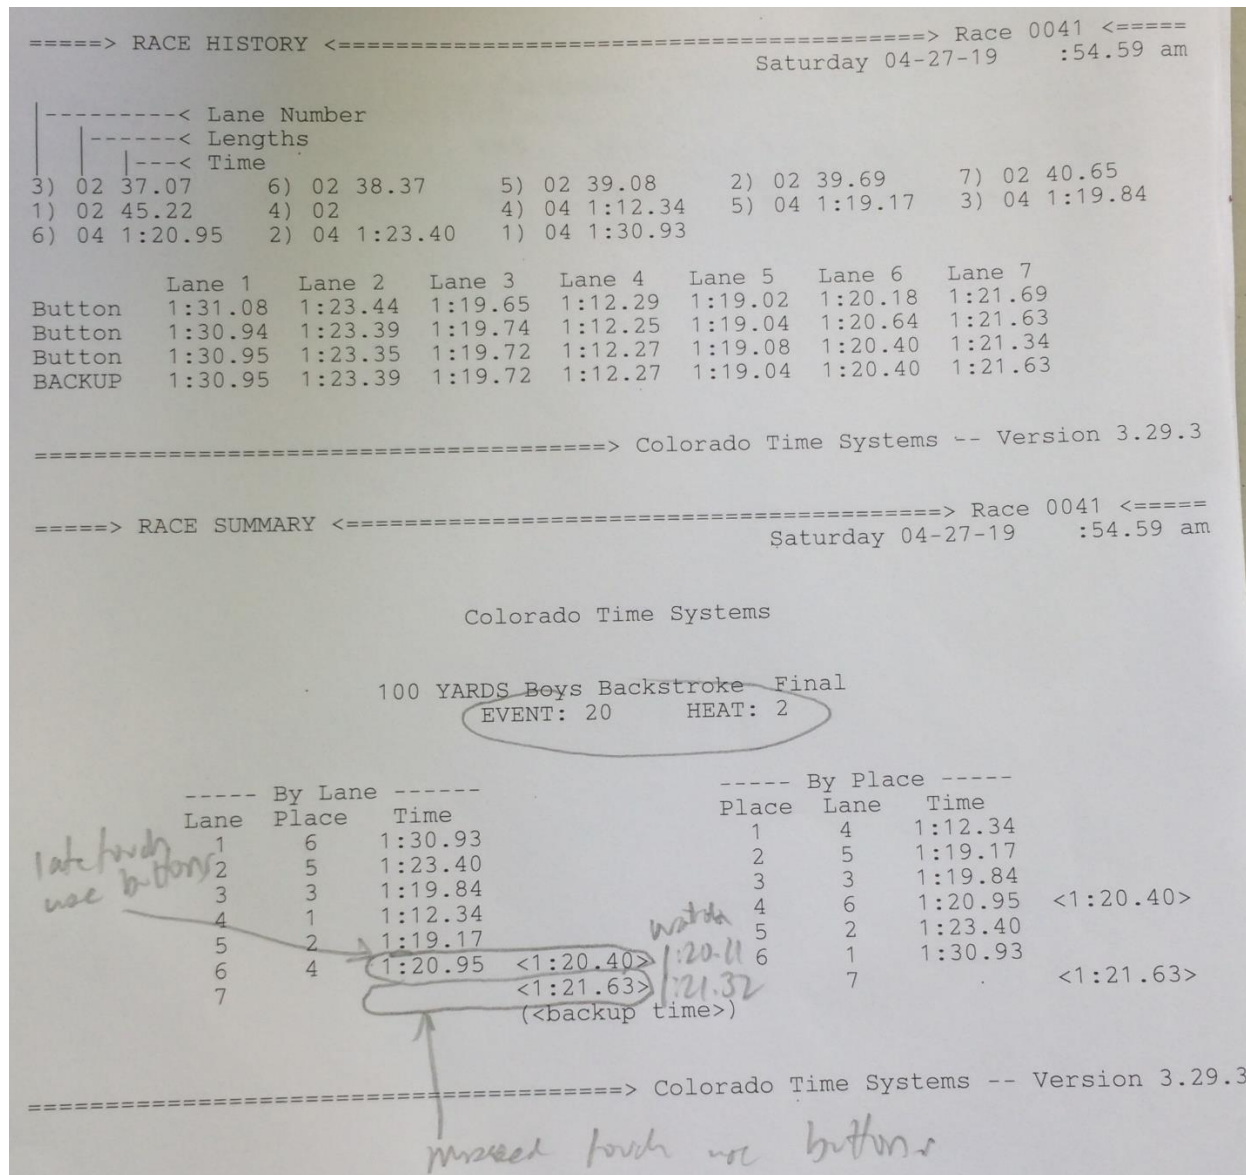 =====> RACE HISTORY <========================================> Race 0041 <=====
Saturday 04-27-19 :54.59 am
|---------< Lane Number
| |------< Lengths
| | |---< Time
3) 02 37.07 6) 02 38.37 5) 02 39.08 2) 02 39.69 7) 02 40.65
1) 02 45.22 4) 02 4) 04 1:12.34 5) 04 1:19.17 3) 04 1:19.84
6) 04 1:20.95 2) 04 1:23.40 1) 04 1:30.93
Lane 1 Lane 2 Lane 3 Lane 4 Lane 5 Lane 6 Lane 7
Button 1:31.08 1:23.44 1:19.65 1:12.29 1:19.02 1:20.18 1:21.69
Button 1:30.94 1:23.39 1:19.74 1:12.25 1:19.04 1:20.64 1:21.63
Button 1:30.95 1:23.35 1:19.72 1:12.27 1:19.08 1:20.40 1:21.34
BACKUP 1:30.95 1:23.39 1:19.72 1:12.27 1:19.04 1:20.40 1:21.63
=======================================> Colorado Time Systems -- Version 3.29.3
=====> RACE SUMMARY <=========================================> Race 0041 <=====
Saturday 04-27-19 :54.59 am
Colorado Time Systems
100 YARDS Boys Backstroke Final
EVENT: 20 HEAT: 2
----- By Lane ------ ----- By Place -----
Lane Place Time Place Lane Time
1 6 1:30.93 1 4 1:12.34
2 5 1:23.40 2 5 1:19.17
3 3 1:19.84 3 3 1:19.84
4 1 1:12.34 4 6 1:20.95 <1:20.40>
5 2 1:19.17 5 2 1:23.40
6 4 1:20.95 <1:20.40> 6 1 1:30.93
7 <1:21.63> 7 . <1:21.63>
(<backup time>)
late touch
use buttons
watch
1:20.11
1:21.32
=========================================> Colorado Time Systems -- Version 3.29.3
missed touch use buttons